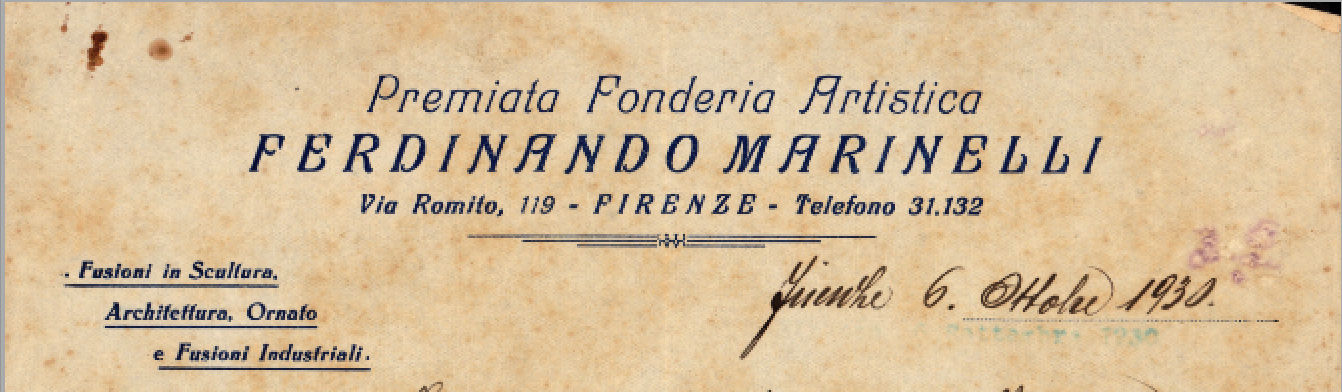 Premiata Fonderia Artistica
FERDINANDO MARINELLI
Via Romito, 119 - FIRENZE - Telefono 31.132
. Fusioni in Scultura,
Architettura, Ornato
e Fusioni Industriali.
Firenze 6. Ottobre 1930.
1930